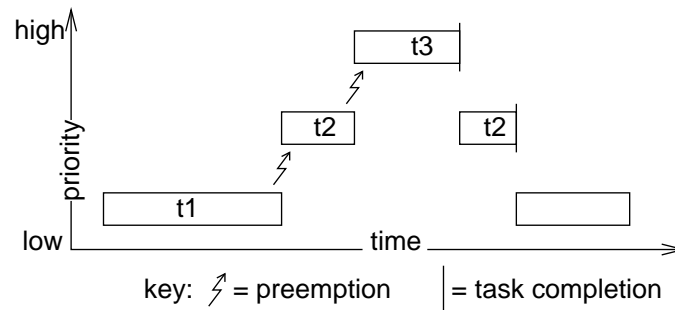 high
t3
t2
t2
priority
t1
low
time
key: = preemption
= task completion